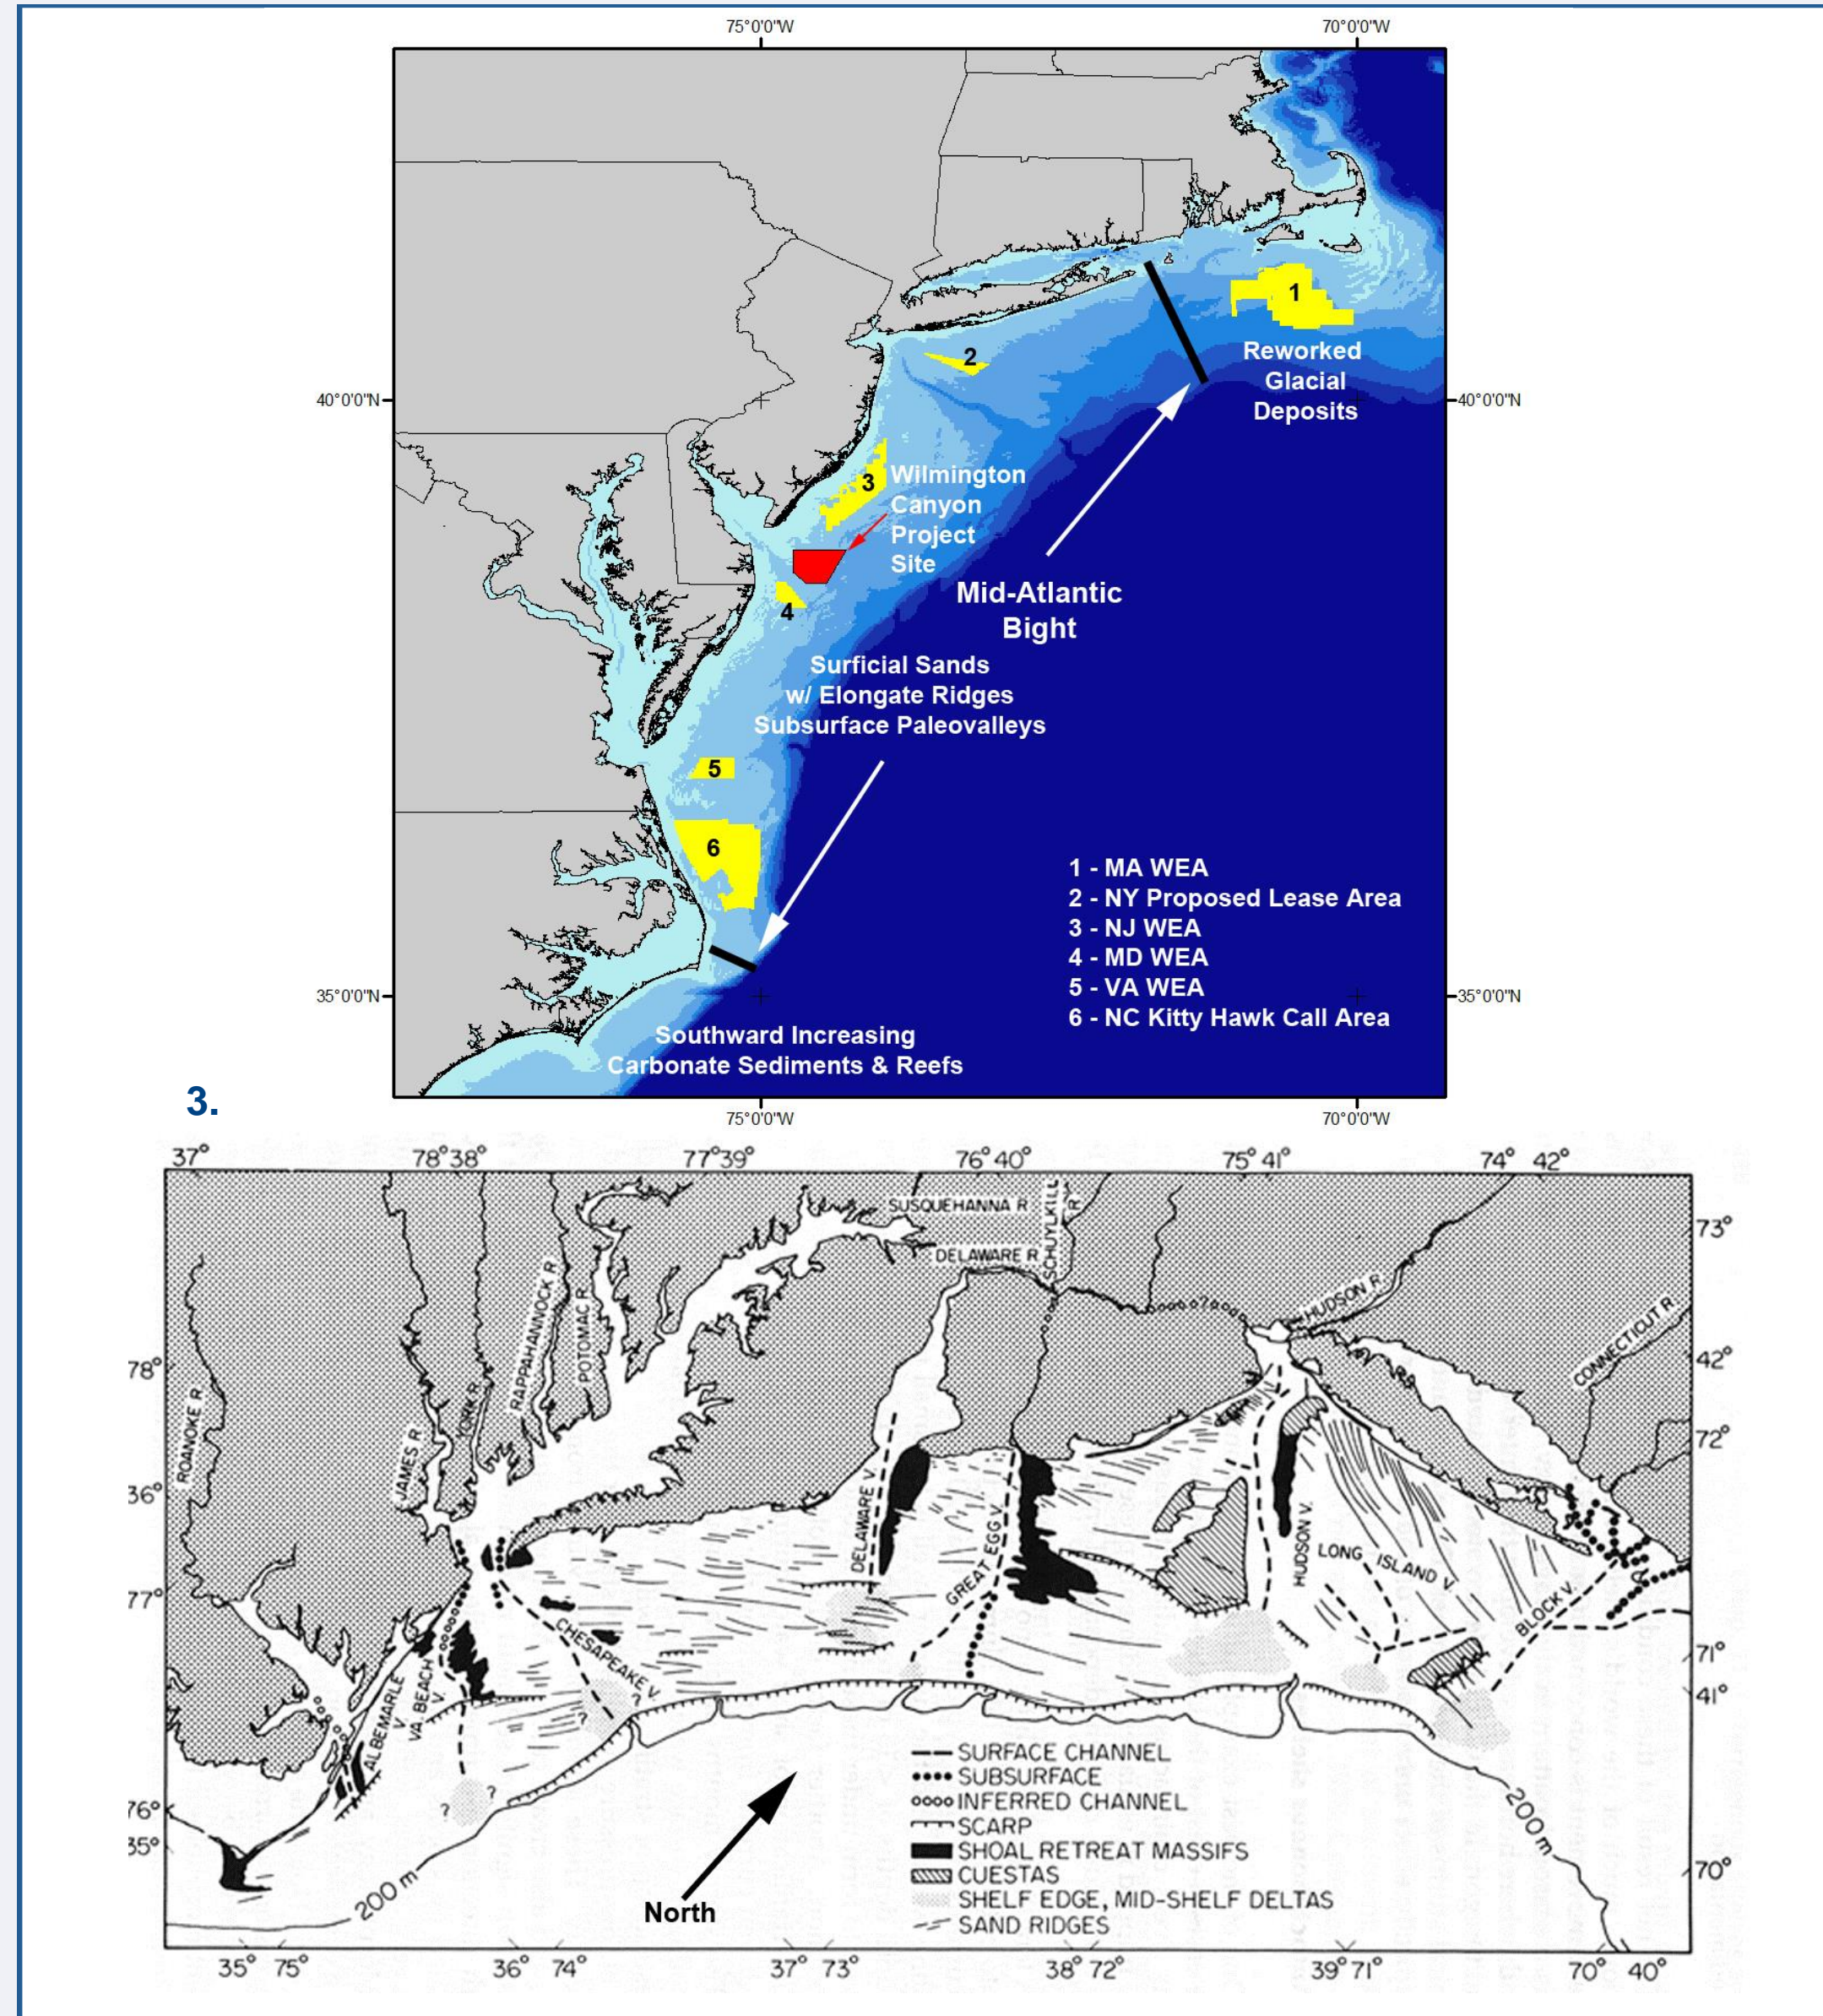 75°0'0"W
70°0'0"W
40°0'0"N
40°0'0"N
35°0'0"N
35°0'0"N
1
Reworked
Glacial
Deposits
2
3
Wilmington
Canyon
Project
Site
4
Mid-Atlantic
Bight
Surficial Sands
w/ Elongate Ridges
Subsurface Paleovalleys
5
6
1 - MA WEA
2 - NY Proposed Lease Area
3 - NJ WEA
4 - MD WEA
5 - VA WEA
6 - NC Kitty Hawk Call Area
Southward Increasing
Carbonate Sediments & Reefs
75°0'0"W
70°0'0"W
3.
37°
78°38°
77°39°
76°40°
75°41°
74° 42°
73°
42°
72°
71°
41°
70°
78°
36°
77°
76°
35°
SUSQUEHANNA R
SCHUYLKILL
R
DELAWARE R
HUDSON R
CONNECTICUT R.
ROANOKE R
JAMES R
YORK R
RAPPAHANNOCK R
POTOMAC R
DELAWARE V.
GREAT EGG V.
HUDSON V.
LONG ISLAND V.
BLOCK V.
CHESAPEAKE V.
ALBEMARLE
V.
VA. BEACH
V.
?
?
?
?
?
SURFACE CHANNEL
SUBSURFACE
INFERRED CHANNEL
SCARP
SHOAL RETREAT MASSIFS
CUESTAS
SHELF EDGE, MID-SHELF DELTAS
SAND RIDGES
200 m
200 m
North
35° 75°
36° 74°
37° 73°
38° 72°
39°71°
70° 40°